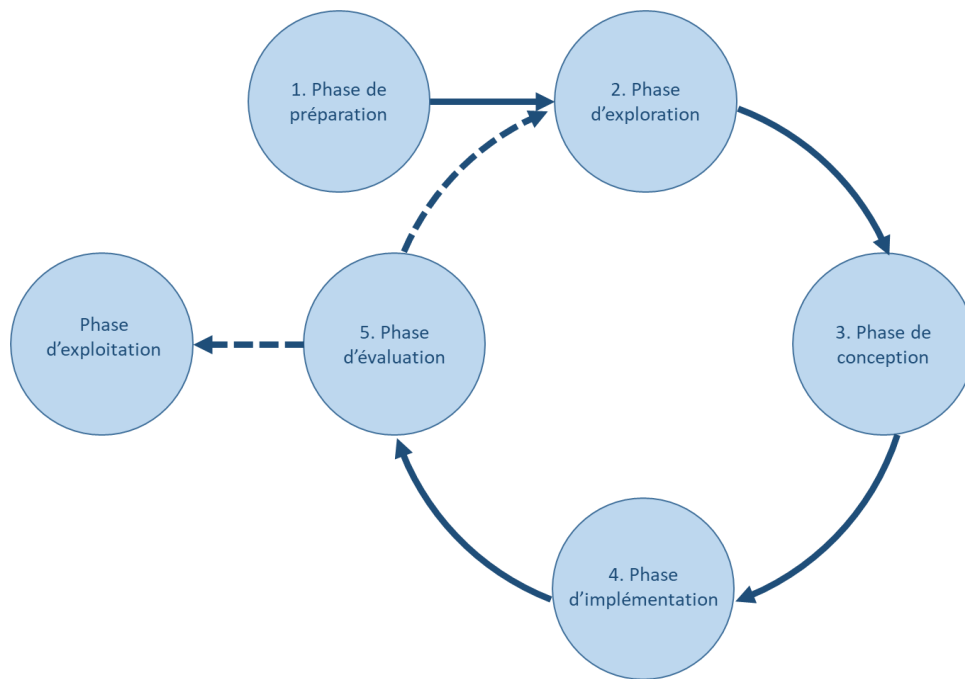 1. Phase de
préparation
2. Phase
d’exploration
Phase
d’exploitation
5. Phase
d’évaluation
3. Phase de
conception
4. Phase
d’implémentation